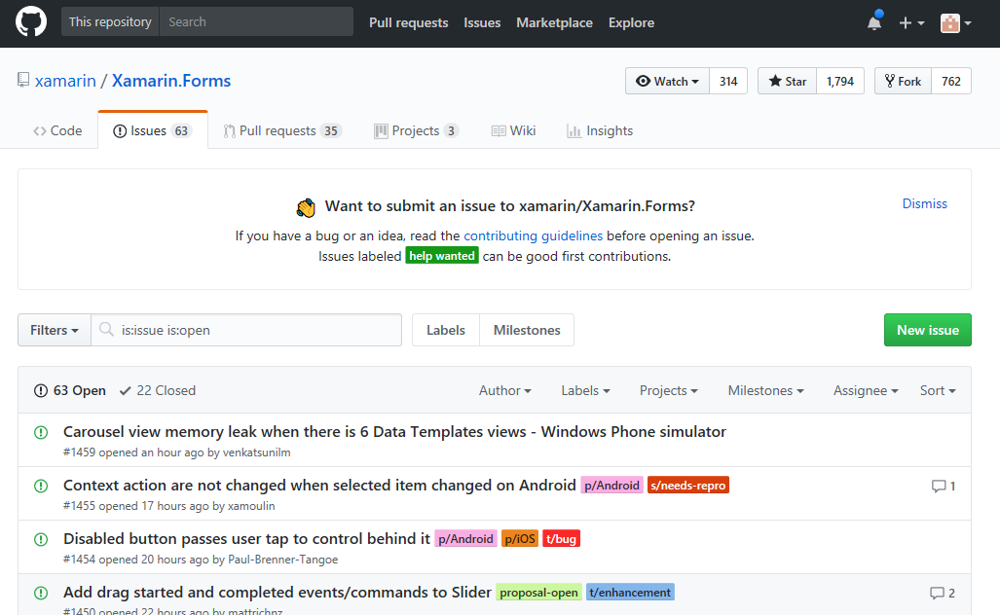 This repository Search Pull requests Issues Marketplace Explore
xamarin / Xamarin.Forms Watch 314 Star 1,794 Fork 762
Code Issues 63 Pull requests 35 Projects 3 Wiki Insights
Want to submit an issue to xamarin/Xamarin.Forms? Dismiss
If you have a bug or an idea, read the contributing guidelines before opening an issue.
Issues labeled help wanted can be good first contributions.
Filters is:issue is:open Labels Milestones New issue
63 Open 22 Closed Author Labels Projects Milestones Assignee Sort
Carousel view memory leak when there is 6 Data Templates views - Windows Phone simulator
#1459 opened an hour ago by venkatsunilm
Context action are not changed when selected item changed on Android p/Android s/needs-repro 1
#1455 opened 17 hours ago by xamoulin
Disabled button passes user tap to control behind it p/Android p/iOS t/bug
#1454 opened 20 hours ago by Paul-Brenner-Tangoe
Add drag started and completed events/commands to Slider proposal-open t/enhancement 2
#1450 opened 22 hours ago by mattrichnz